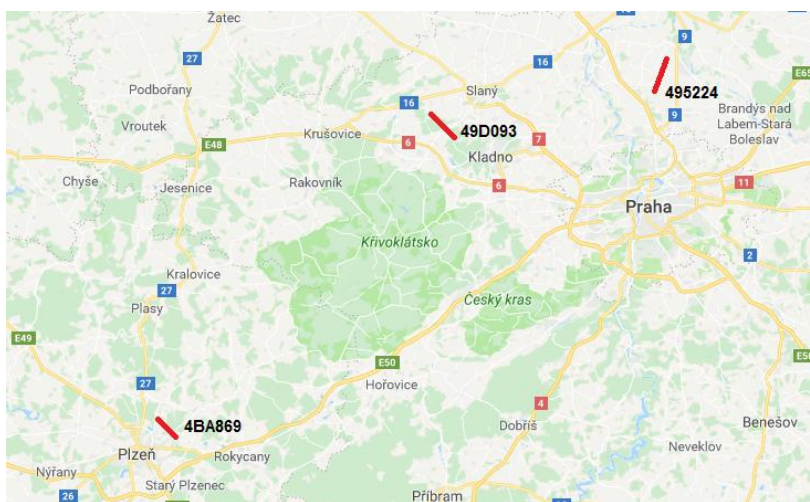 Žatec
16
9
27
E65
Podbořany
Slaný
16
495224
Vroutek
16
Brandýs nad
Labem-Stará
Boleslav
9
Krušovice
49D093
E48
6
7
Kladno
Chyše
Jesenice
Rakovník
6
11
Praha
Křivoklátsko
2
Kralovice
27
Český kras
Plasy
E49
E50
27
Hořovice
4
4BA869
Dobříš
Benešov
Plzeň
Rokycany
Neveklov
Nýřany
Starý Plzenec
26
Příbram